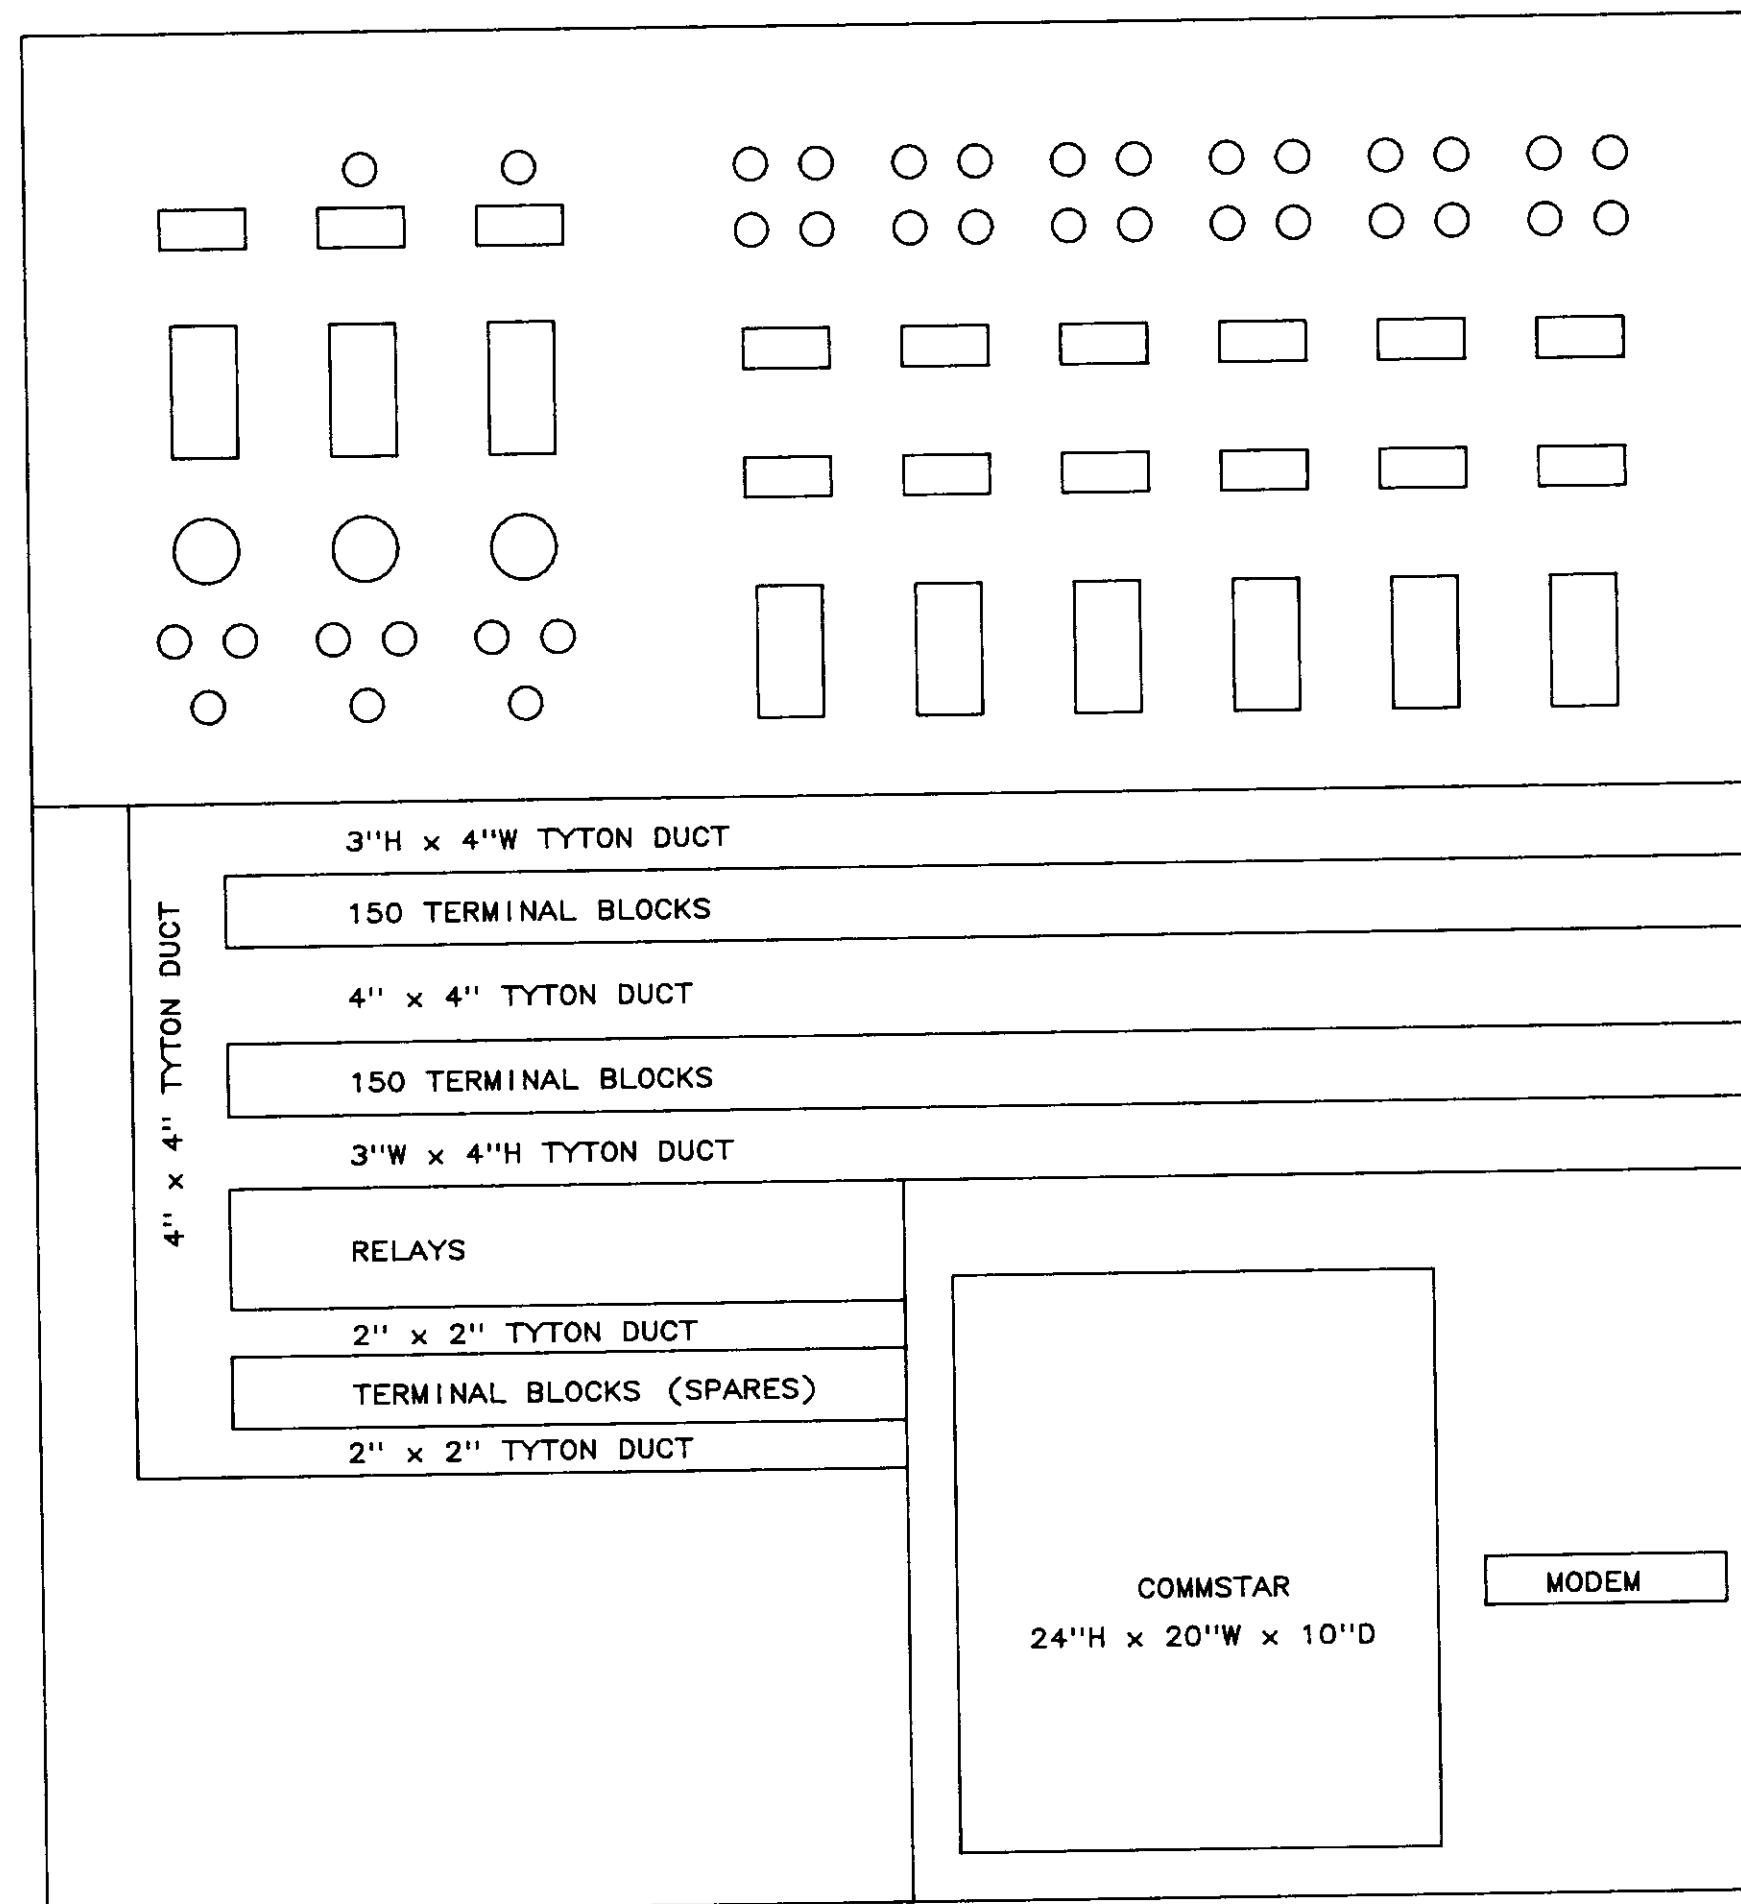 3"H x 4"W TYTON DUCT
150 TERMINAL BLOCKS
4" x 4" TYTON DUCT
4" x 4" TYTON DUCT
150 TERMINAL BLOCKS
3"W x 4"H TYTON DUCT
RELAYS
2" x 2" TYTON DUCT
TERMINAL BLOCKS (SPARES)
2" x 2" TYTON DUCT
COMMSTAR
24"H x 20"W x 10"D
MODEM